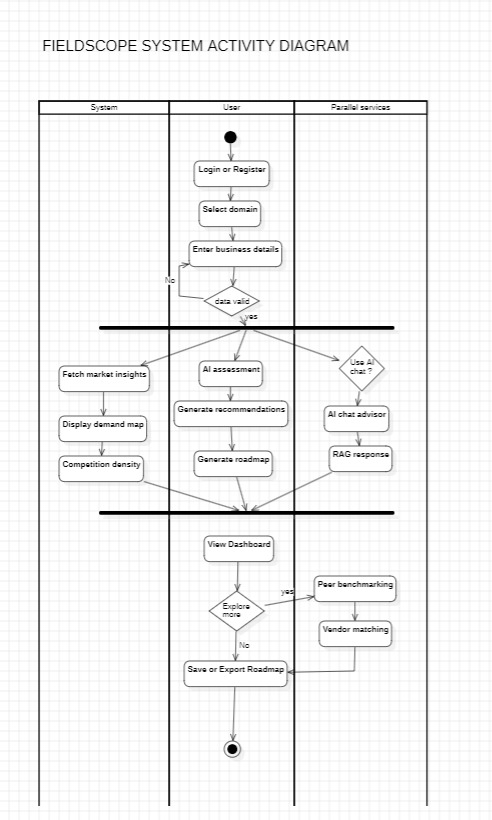 FIELDSCOPE SYSTEM ACTIVITY DIAGRAM
System
User
Parallel services
Login or Register
Select domain
Enter business details
No
data valid
yes
Fetch market insights
AI assessment
Use AI
chat ?
Display demand map
Generate recommendations
AI chat advisor
Competition density
Generate roadmap
RAG response
View Dashboard
Explore
more
yes
Peer benchmarking
Vendor matching
No
Save or Export Roadmap